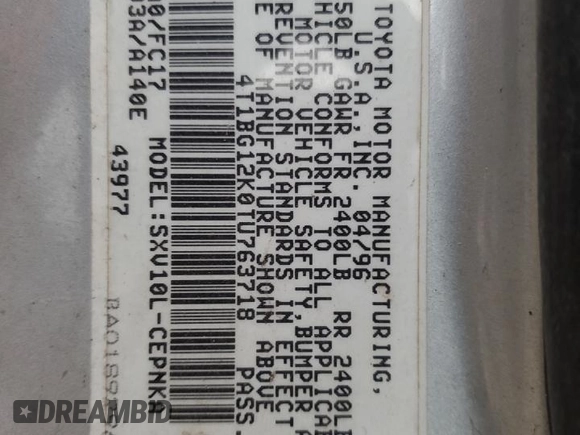 TOYOTA MOTOR MANUFACTURING,
U.S.A., INC. 04/96
50LB GAWR FR 2400LB RR 2400LB
HICLE CONFORMS TO ALL APPLICAB
MOTOR VEHICLE SAFETY, BUMPER A
REVENTION STANDARDS IN EFFECT
E OF MANUFACTURE SHOWN ABOVE
4T1BG12K0TU763718 PASS.
0/FC17 MODEL:SXV10L-CEPNKA
3A/A140E 43977
DREAMBID